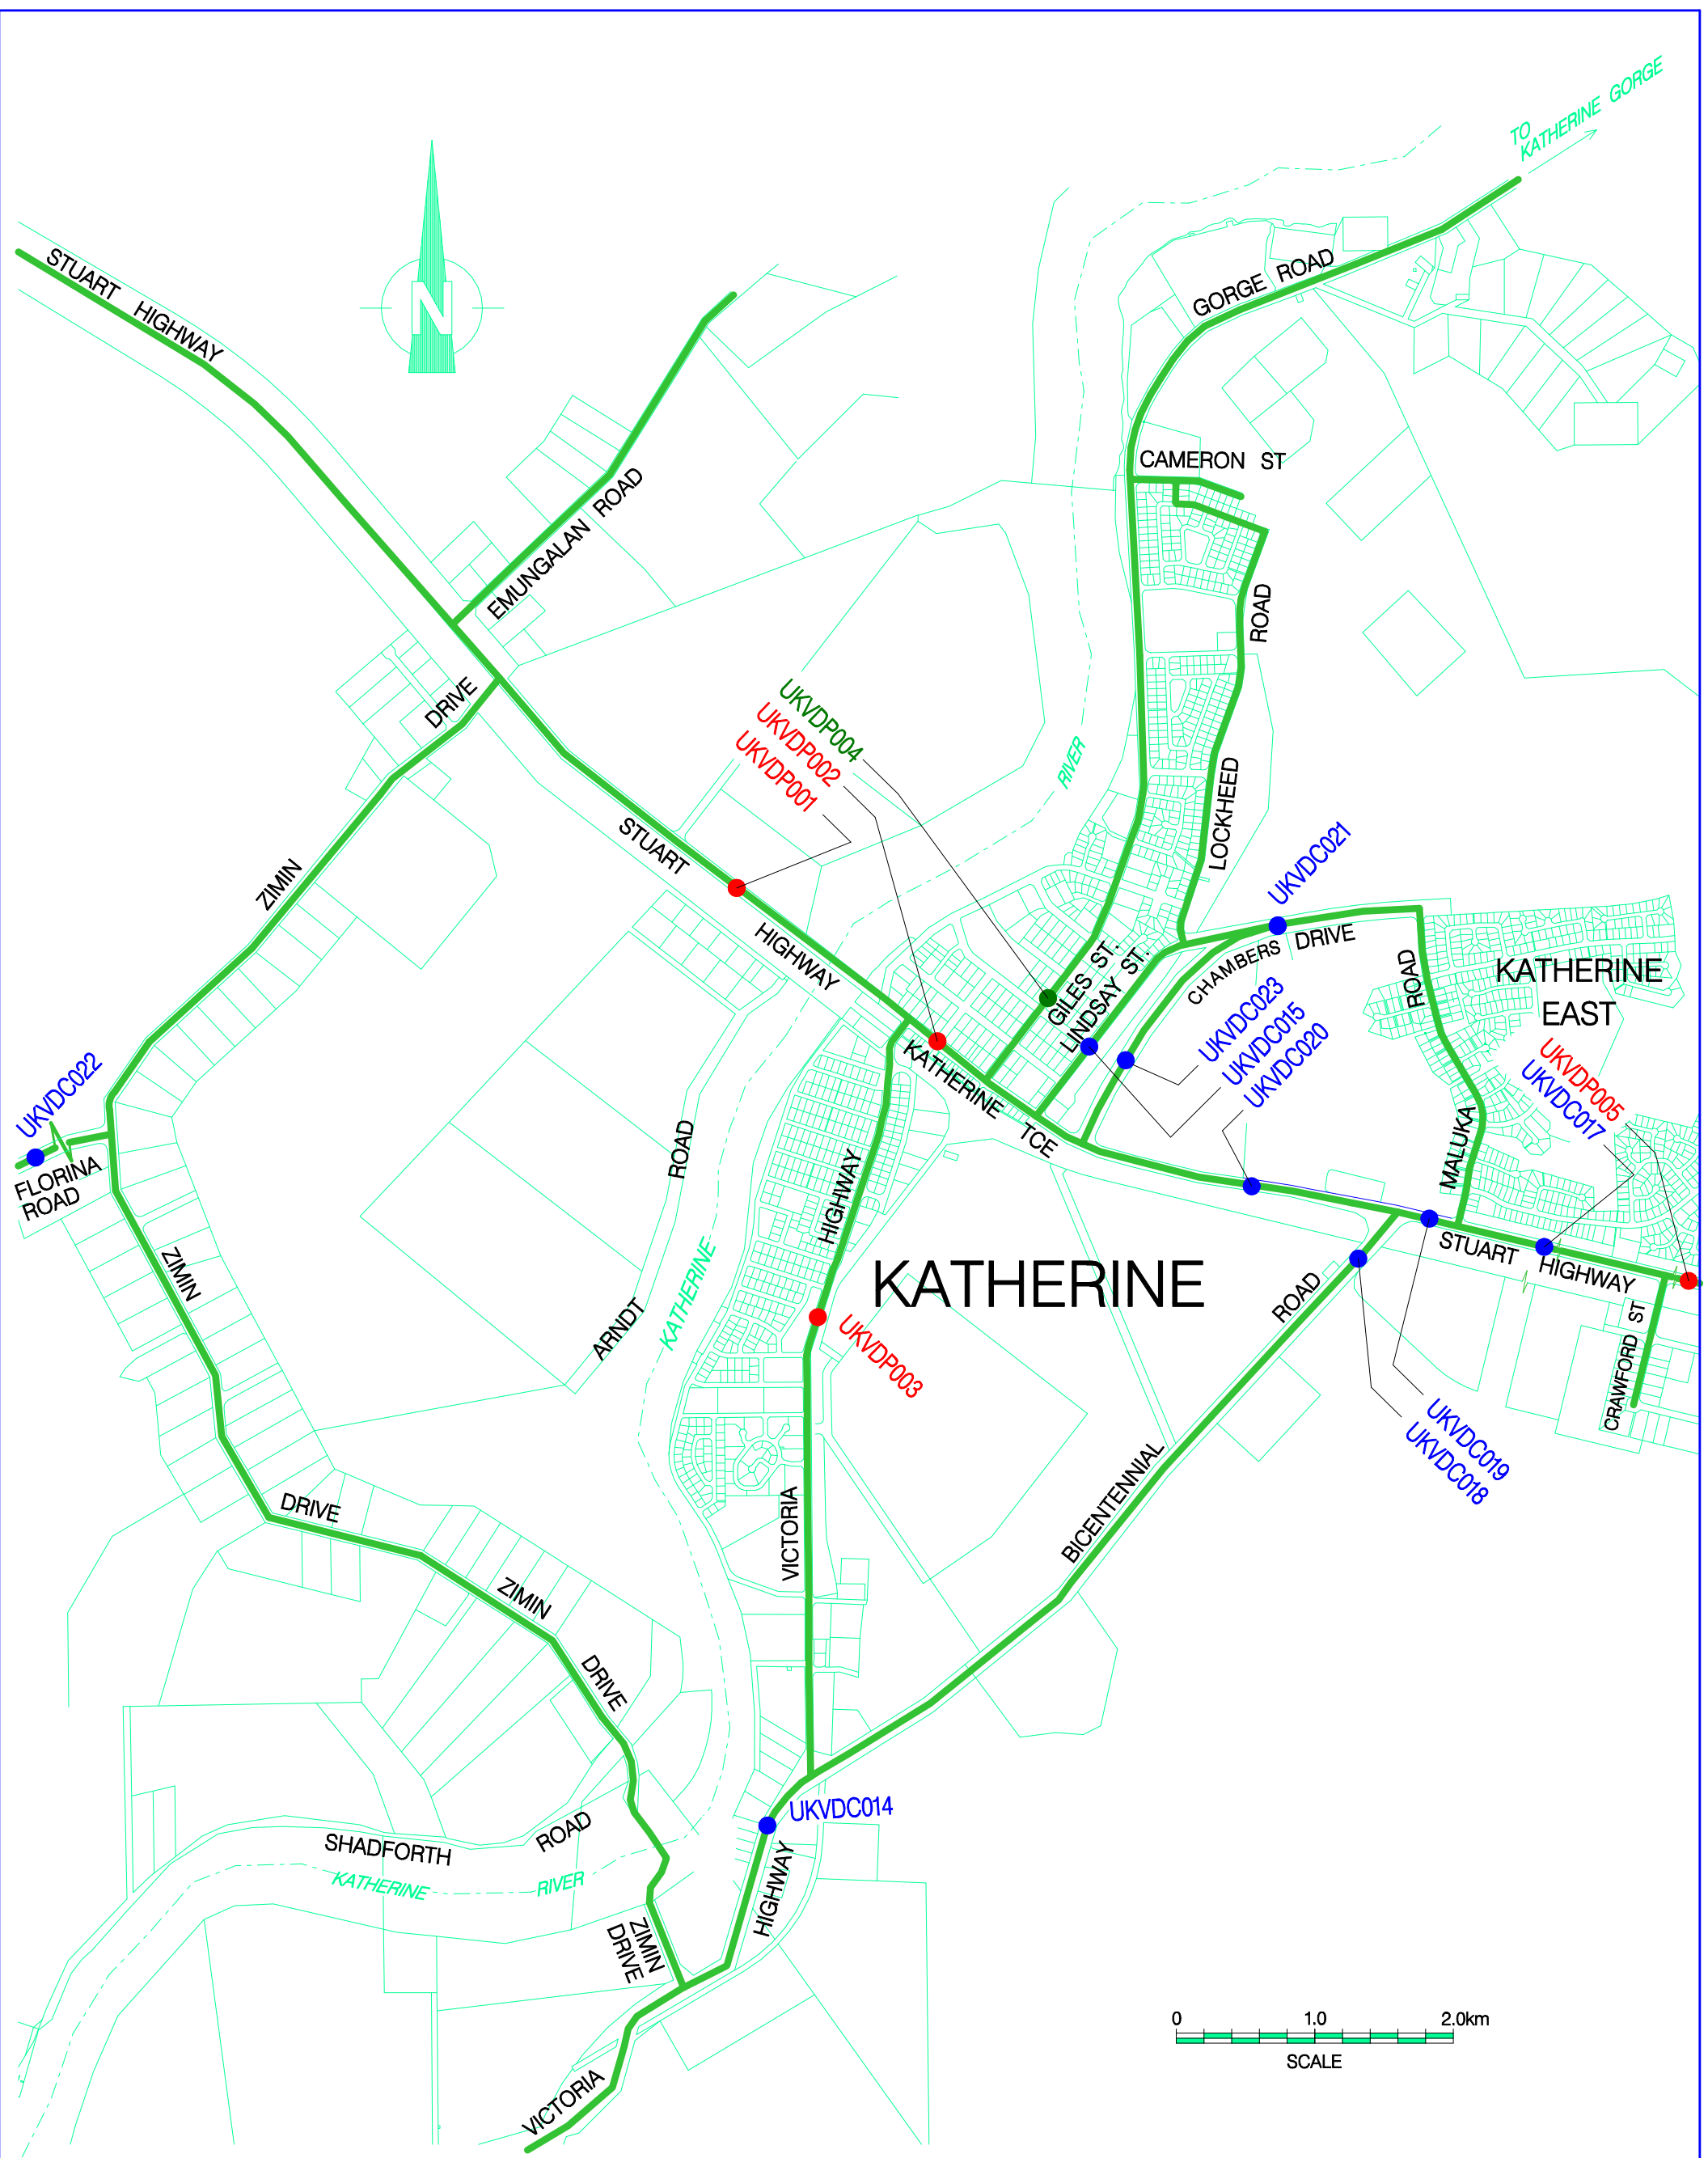 TO
KATHERINE GORGE
STUART HIGHWAY
N
GORGE ROAD
CAMERON ST
EMUNGALAN ROAD
ROAD
DRIVE
UKVDP004
UKVDP002
UKVDP001
RIVER
LOCKHEED
STUART
ZIMIN
UKVDC021
HIGHWAY
GILES ST.
LINDSAY ST.
CHAMBERS DRIVE
ROAD
KATHERINE
EAST
UKVDC023
UKVDC015
UKVDC020
UKVDP005
UKVDC017
UKVDC022
KATHERINE TCE
FLORINA
ROAD
ROAD
HIGHWAY
MALUKA
ZIMIN
KATHERINE
ARNDT
KATHERINE
STUART HIGHWAY
ROAD
CRAWFORD ST
UKVDP003
UKVDC019
UKVDC018
BICENTENNIAL
VICTORIA
DRIVE
ZIMIN
DRIVE
UKVDC014
SHADFORTH ROAD
KATHERINE RIVER
HIGHWAY
ZIMIN
DRIVE
VICTORIA
0 1.0 2.0km
SCALE